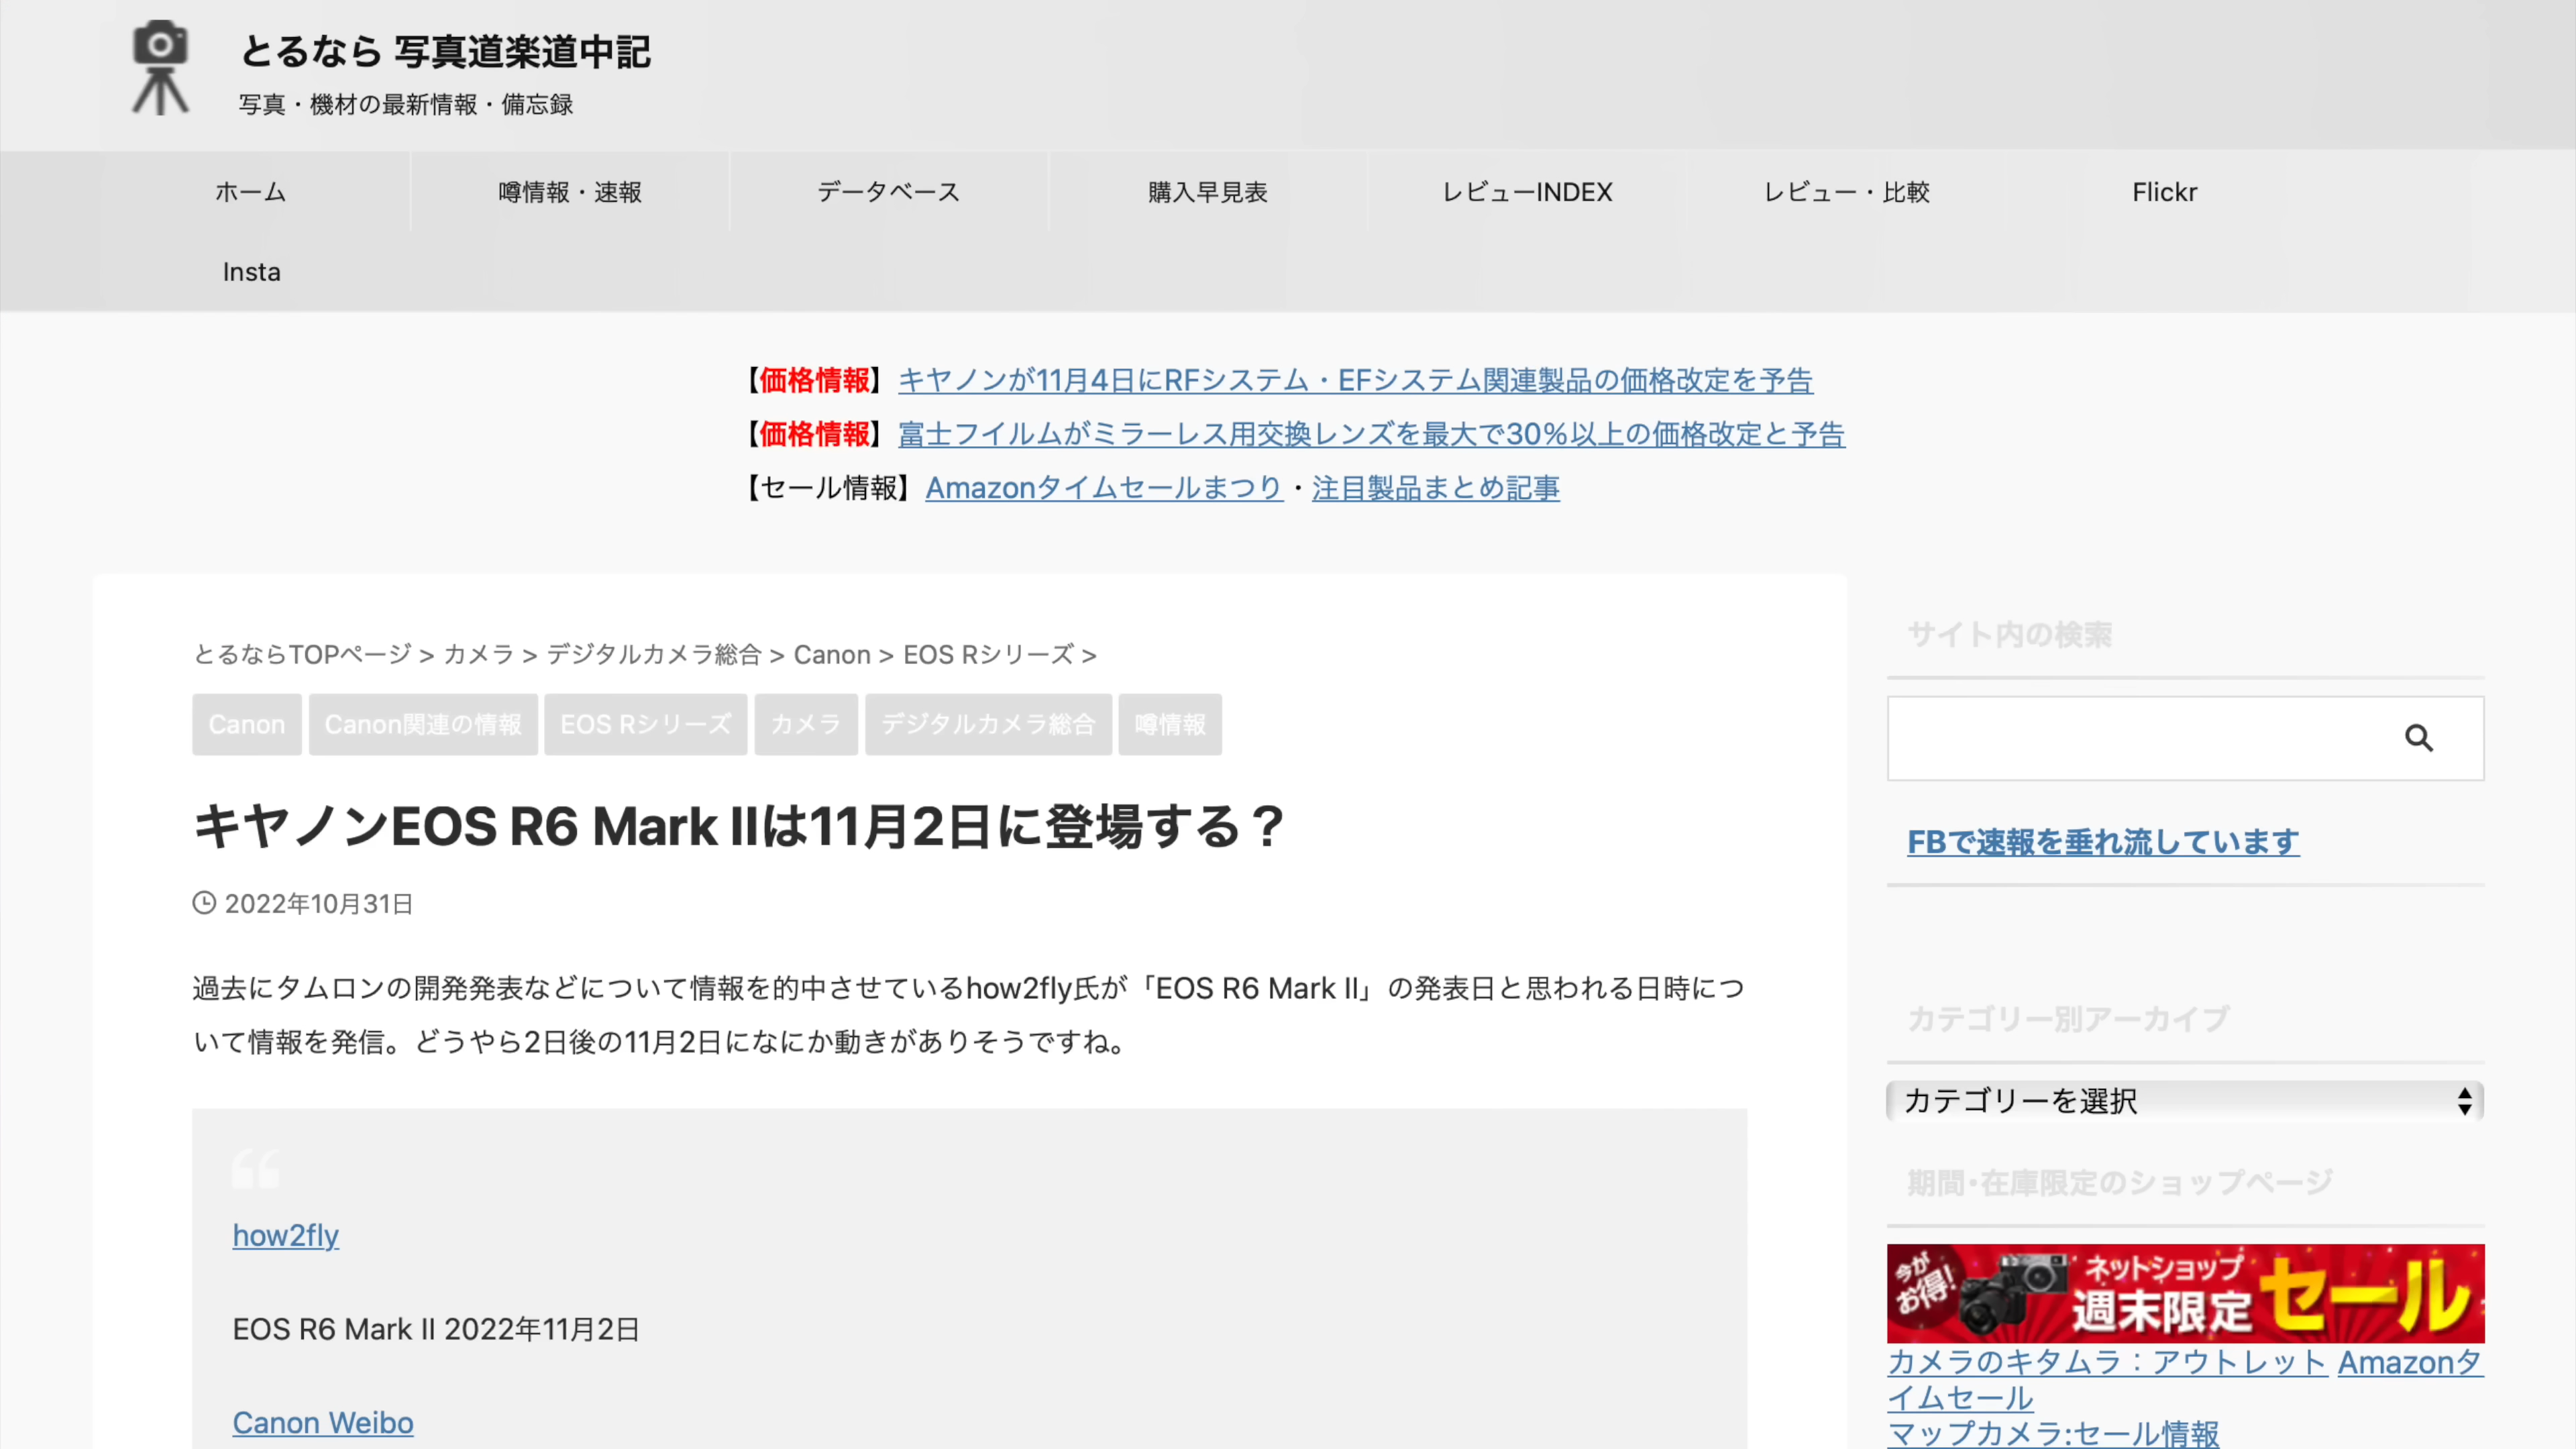 とるなら 写真道楽道中記
写真・機材の最新情報・備忘録
ホーム
噂情報・速報
データベース
購入早見表
レビューINDEX
レビュー・比較
Flickr
Insta
【価格情報】キヤノンが11月4日にRFシステム・EFシステム関連製品の価格改定を予告
【価格情報】富士フイルムがミラーレス用交換レンズを最大で30%以上の価格改定と予告
【セール情報】Amazonタイムセールまつり・注目製品まとめ記事
とるならTOPページ > カメラ > デジタルカメラ総合 > Canon > EOS Rシリーズ >
Canon
Canon関連の情報
EOS Rシリーズ
カメラ
デジタルカメラ総合
噂情報
キヤノンEOS R6 Mark IIは11月2日に登場する？
2022年10月31日
過去にタムロンの開発発表などについて情報を的中させているhow2fly氏が「EOS R6 Mark II」の発表日と思われる日時につ
いて情報を発信。どうやら2日後の11月2日になにか動きがありそうですね。
how2fly
EOS R6 Mark II 2022年11月2日
Canon Weibo
サイト内の検索
FBで速報を垂れ流しています
カテゴリー別アーカイブ
カテゴリーを選択
期間･在庫限定のショップページ
今が
お得!
ネットショップ
週末限定
セール
カメラのキタムラ：アウトレット Amazonタ
イムセール
マップカメラ:セール情報